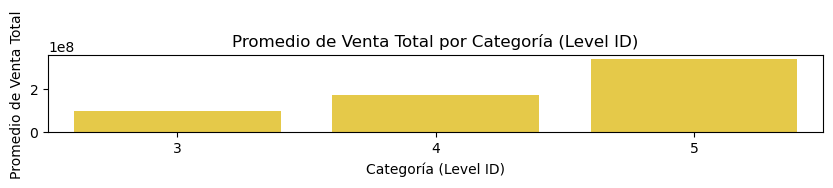 Promedio de Venta Total por Categoría (Level ID)
1e8
Promedio de Venta Total
2
0
3 4 5
Categoría (Level ID)